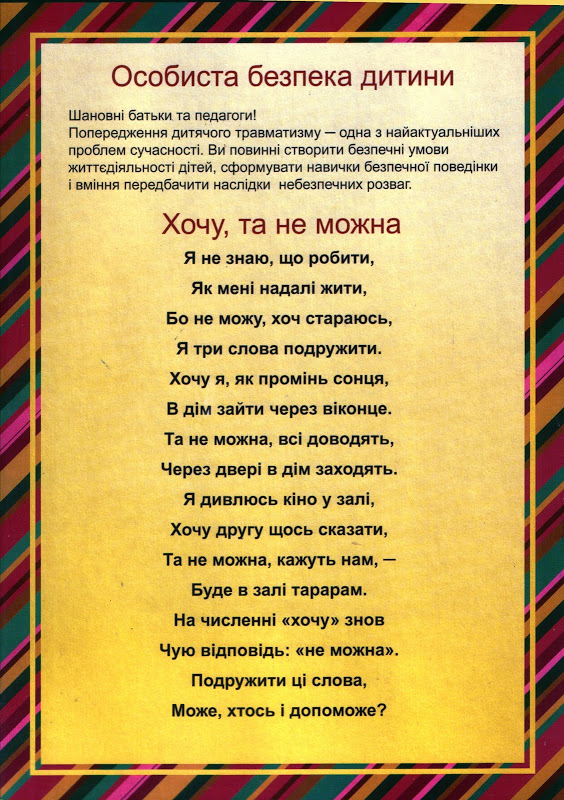 Особиста безпека дитини
Шановні батьки та педагоги!
Попередження дитячого травматизму — одна з найактуальніших
проблем сучасності. Ви повинні створити безпечні умови
життєдіяльності дітей, сформувати навички безпечної поведінки
і вміння передбачити наслідки небезпечних розваг.
Хочу, та не можна
Я не знаю, що робити,
Як мені надалі жити,
Бо не можу, хоч стараюсь,
Я три слова подружити.
Хочу я, як промінь сонця,
В дім зайти через віконце.
Та не можна, всі доводять,
Через двері в дім заходять.
Я дивлюсь кіно у залі,
Хочу другу щось сказати,
Та не можна, кажуть нам, —
Буде в залі тарарам.
На численні «хочу» знов
Чую відповідь: «не можна».
Подружити ці слова,
Може, хтось і допоможе?